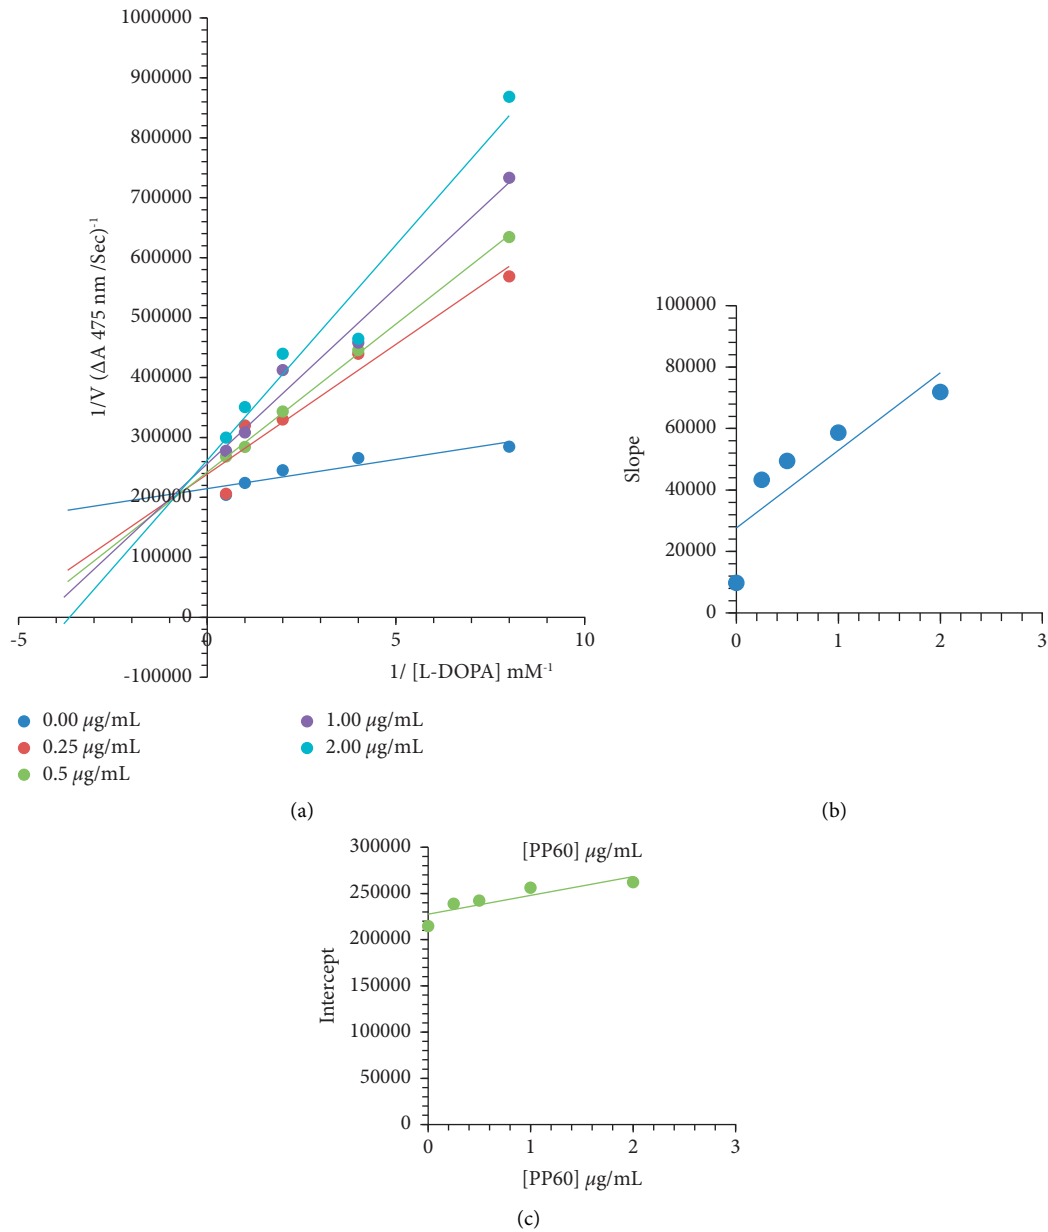 1000000
900000
800000
700000
600000
500000
400000
300000
200000
100000
0
-100000
1/V (ΔA 475 nm /Sec)⁻¹
-5
0
5
10
1/ [L-DOPA] mM⁻¹
0.00 µg/mL
0.25 µg/mL
0.5 µg/mL
1.00 µg/mL
2.00 µg/mL
(a)
100000
80000
60000
40000
20000
0
Slope
0
1
2
3
(b)
[PP60] µg/mL
300000
250000
200000
150000
100000
50000
0
Intercept
0
1
2
3
[PP60] µg/mL
(c)